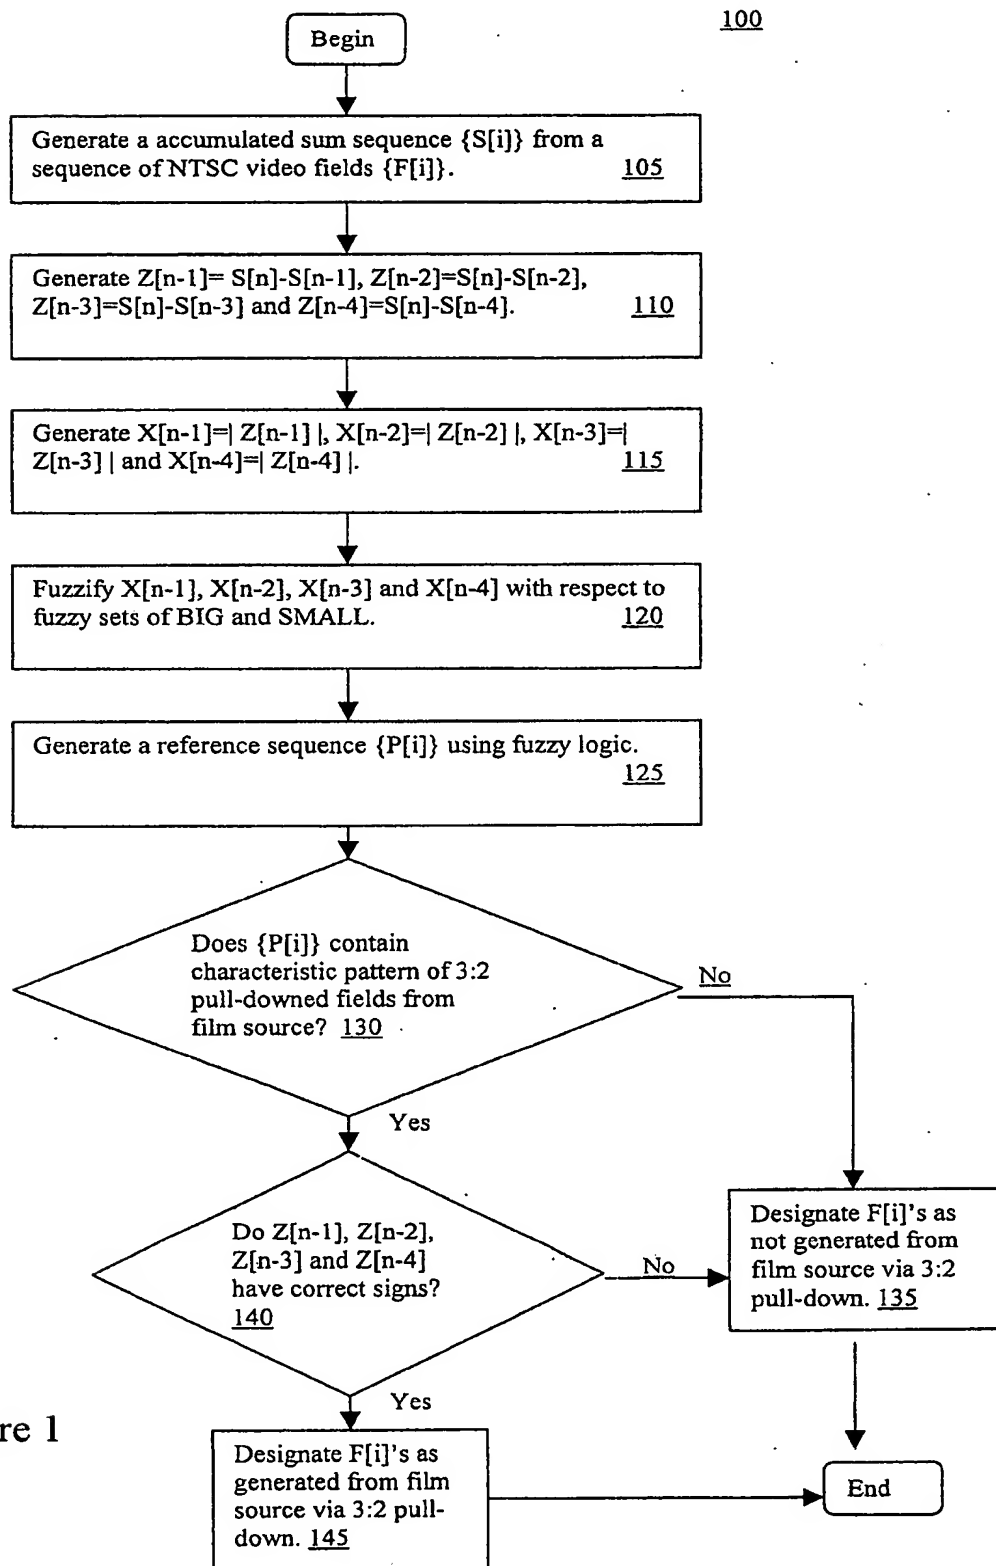 100
Begin
Generate a accumulated sum sequence {S[i]} from a
sequence of NTSC video fields {F[i]}. 105
Generate Z[n-1]= S[n]-S[n-1], Z[n-2]=S[n]-S[n-2],
Z[n-3]=S[n]-S[n-3] and Z[n-4]=S[n]-S[n-4]. 110
Generate X[n-1]=| Z[n-1] |, X[n-2]=| Z[n-2] |, X[n-3]=|
Z[n-3] | and X[n-4]=| Z[n-4] |. 115
Fuzzify X[n-1], X[n-2], X[n-3] and X[n-4] with respect to
fuzzy sets of BIG and SMALL. 120
Generate a reference sequence {P[i]} using fuzzy logic.
125
Does {P[i]} contain
characteristic pattern of 3:2
pull-downed fields from
film source? 130
No
Yes
Do Z[n-1], Z[n-2],
Z[n-3] and Z[n-4]
have correct signs?
140
No
Designate F[i]'s as
not generated from
film source via 3:2
pull-down. 135
Yes
re 1
Designate F[i]'s as
generated from film
source via 3:2 pull-
down. 145
End